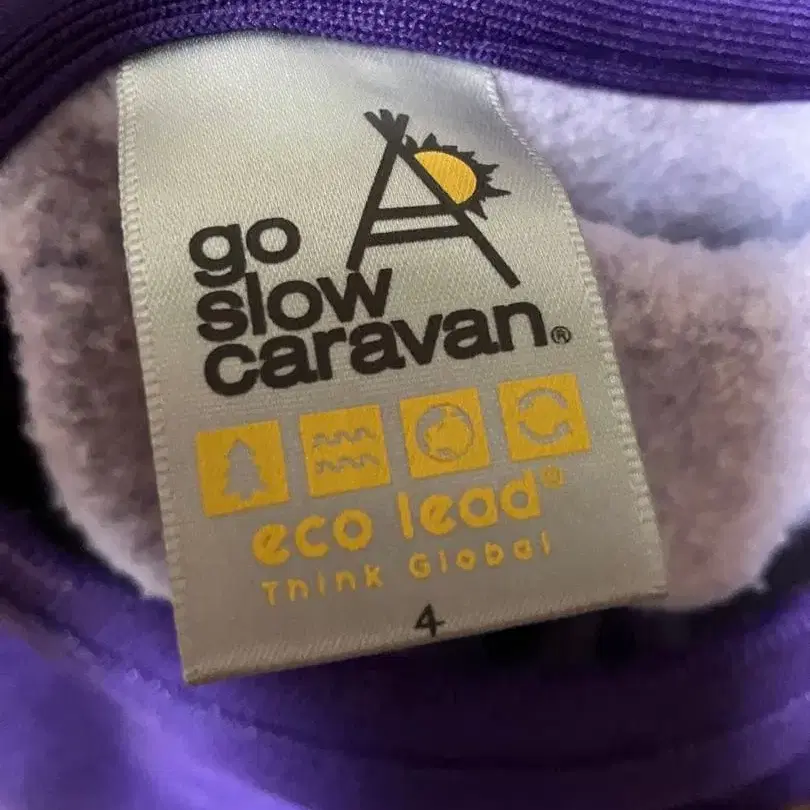 go
slow
caravan®
eco lead®
Think Global
4